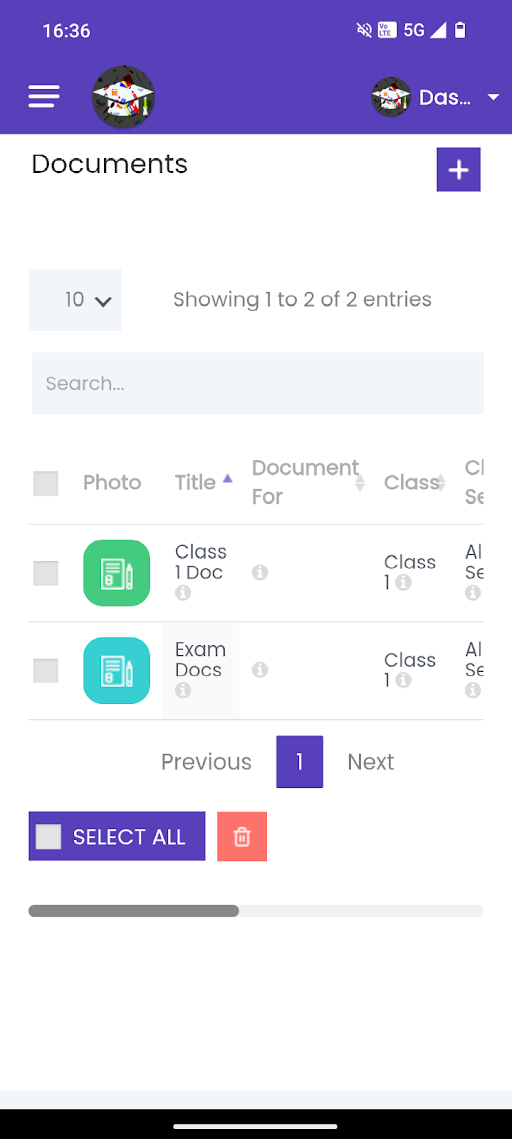 16:36
Vo LTE 5G
Das...
Documents
10
Showing 1 to 2 of 2 entries
Search...
Photo Title Document For Class Cl Se
Class 1 Doc Class 1 Al Se
Exam Docs Class 1 Al Se
Previous 1 Next
SELECT ALL